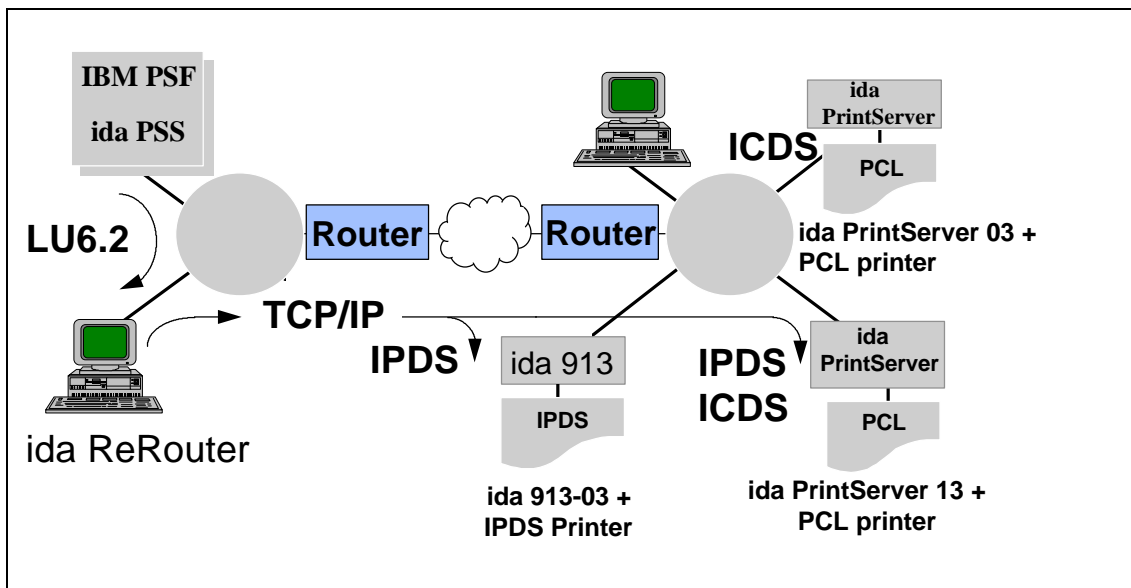 IBM PSF
ida PSS
LU6.2
ida ReRouter
Router
Router
TCP/IP
IPDS
ida 913
IPDS
ida 913-03 +
IPDS Printer
ICDS
ida
PrintServer
PCL
ida PrintServer 03 +
PCL printer
IPDS
ICDS
ida
PrintServer
PCL
ida PrintServer 13 +
PCL printer